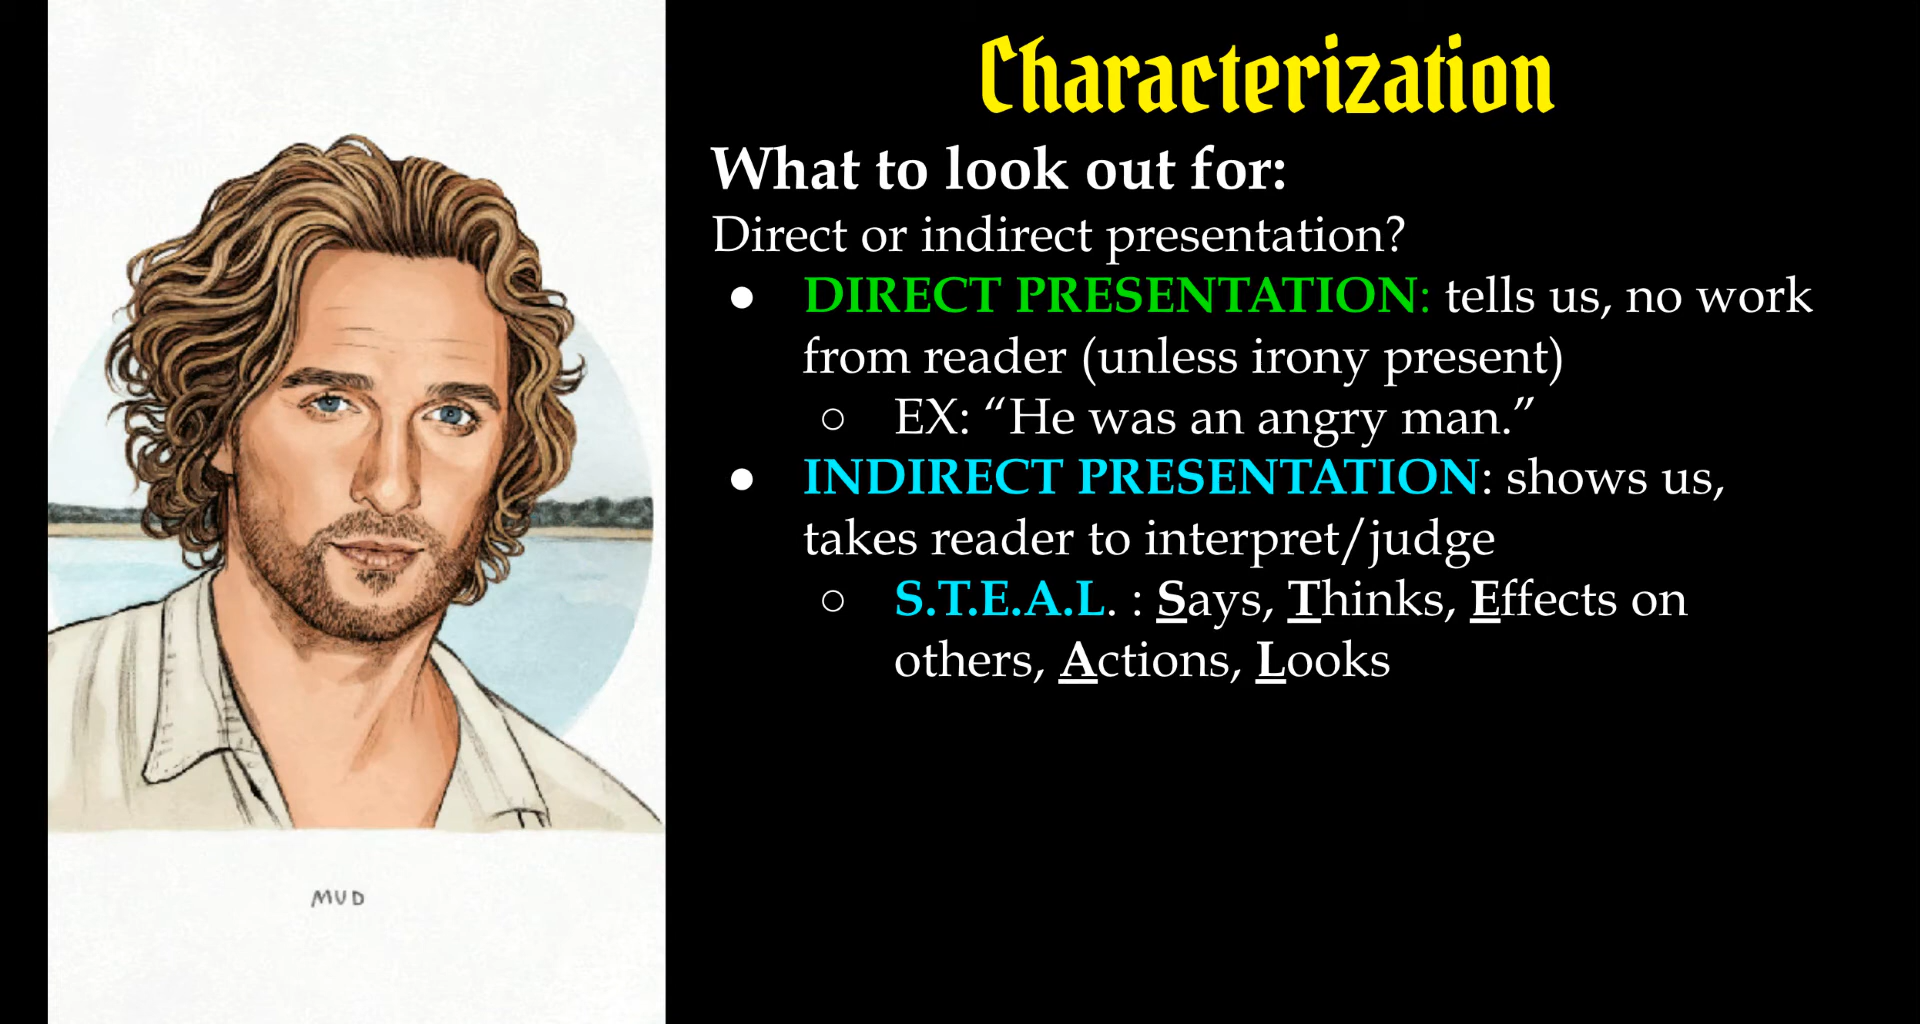 Characterization
What to look out for:
Direct or indirect presentation?
● DIRECT PRESENTATION: tells us, no work
from reader (unless irony present)
○ EX: “He was an angry man.”
● INDIRECT PRESENTATION: shows us,
takes reader to interpret/judge
○ S.T.E.A.L. : Says, Thinks, Effects on
others, Actions, Looks
MUD